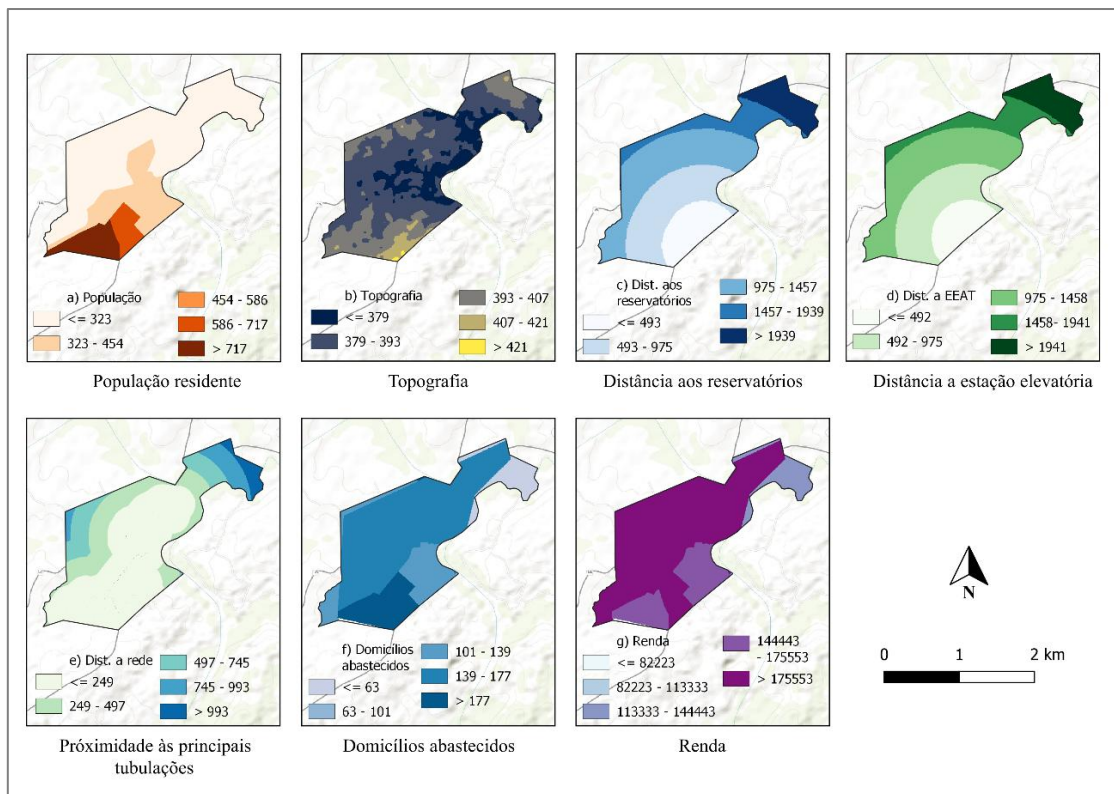 a) População
<= 323
323 - 454
454 - 586
586 - 717
> 717
População residente
b) Topografia
<= 379
379 - 393
393 - 407
407 - 421
> 421
Topografia
c) Dist. aos
reservatórios
<= 493
493 - 975
975 - 1457
1457 - 1939
> 1939
Distância aos reservatórios
d) Dist. a EEAT
<= 492
492 - 975
975 - 1458
1458- 1941
> 1941
Distância a estação elevatória
e) Dist. a rede
<= 249
249 - 497
497 - 745
745 - 993
> 993
Próximidade às principais
tubulações
f) Domicílios
abastecidos
<= 63
63 - 101
101 - 139
139 - 177
> 177
Domicílios abastecidos
g) Renda
<= 82223
82223 - 113333
113333 - 144443
144443
- 175553
> 175553
Renda
N
0 1 2 km